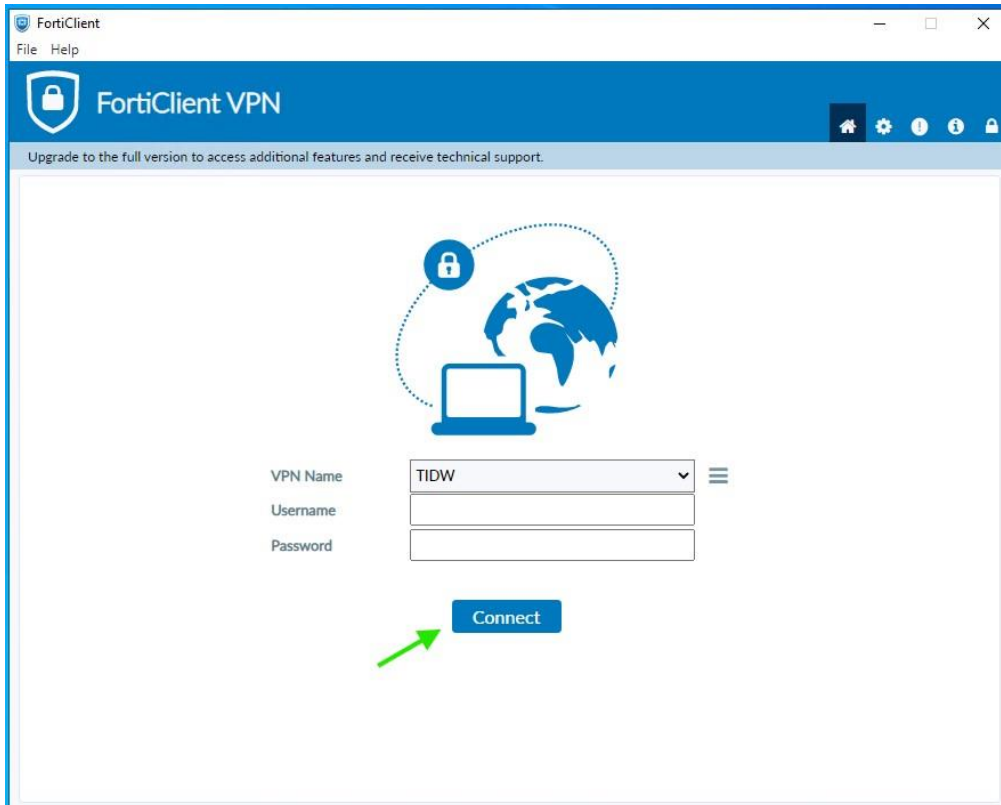 FortiClient
File Help
FortiClient VPN
Upgrade to the full version to access additional features and receive technical support.
VPN Name TIDW
Username
Password
Connect